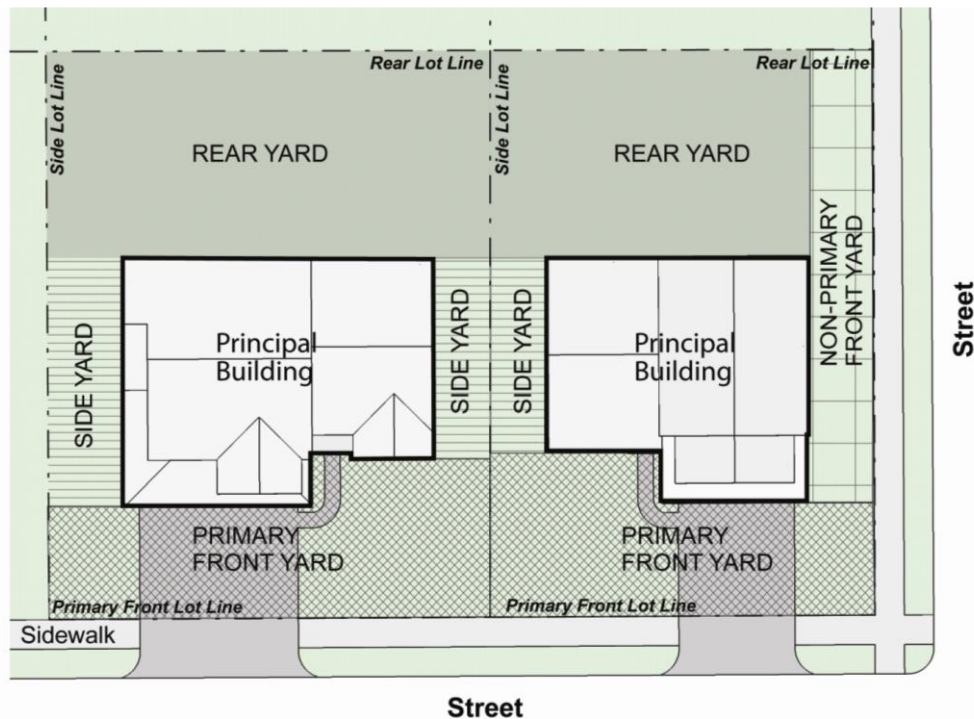 Rear Lot Line
Rear Lot Line
Side Lot Line
Side Lot Line
REAR YARD
REAR YARD
NON-PRIMARY
FRONT YARD
Street
Principal
Building
Principal
Building
SIDE YARD
SIDE YARD
SIDE YARD
PRIMARY
FRONT YARD
PRIMARY
FRONT YARD
Primary Front Lot Line
Primary Front Lot Line
Sidewalk
Street